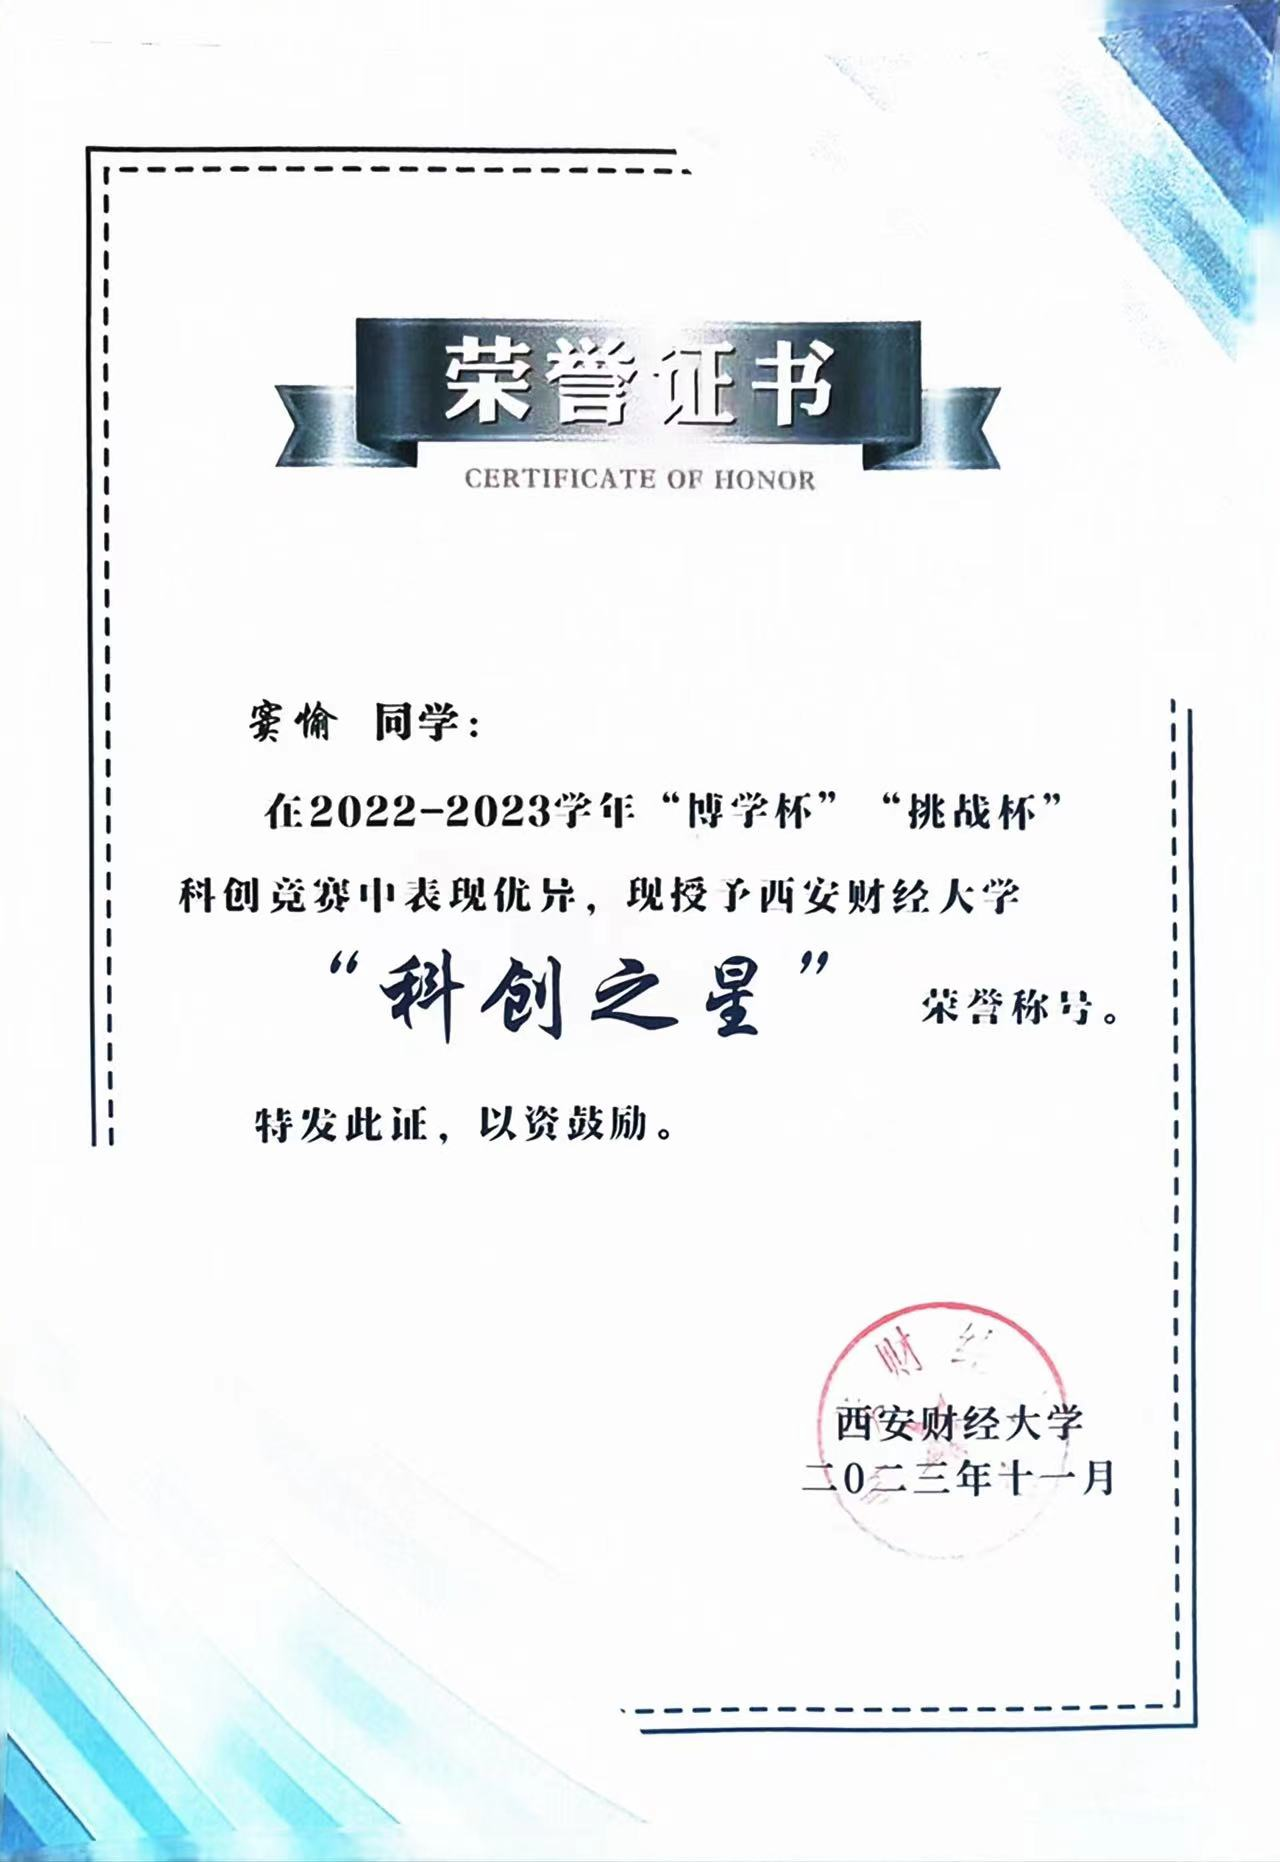 荣誉证书
CERTIFICATE OF HONOR
窦愉 同学：
在2022-2023学年“博学杯”“挑战杯”
科创竞赛中表现优异，现授予西安财经大学
“科创之星” 荣誉称号。
特发此证，以资鼓励。
财经
西安财经大学
二〇二三年十一月